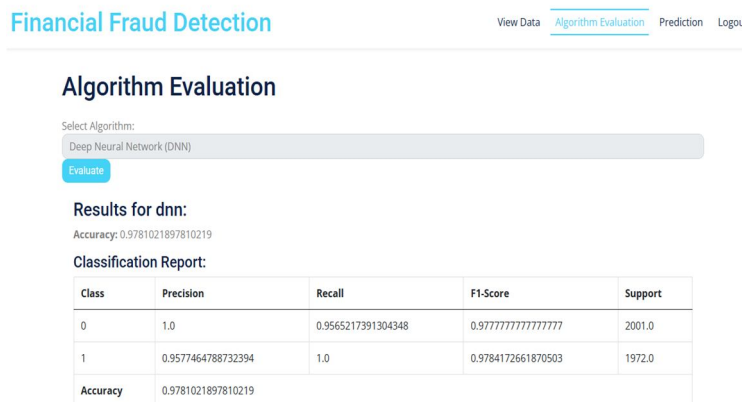 Financial Fraud Detection
View Data Algorithm Evaluation Prediction Logou
Algorithm Evaluation
Select Algorithm:
Deep Neural Network (DNN)
Evaluate
Results for dnn:
Accuracy: 0.9781021897810219
Classification Report:
Class Precision Recall F1-Score Support
0 1.0 0.9565217391304348 0.9777777777777777 2001.0
1 0.9577464788732394 1.0 0.9784172661870503 1972.0
Accuracy 0.9781021897810219